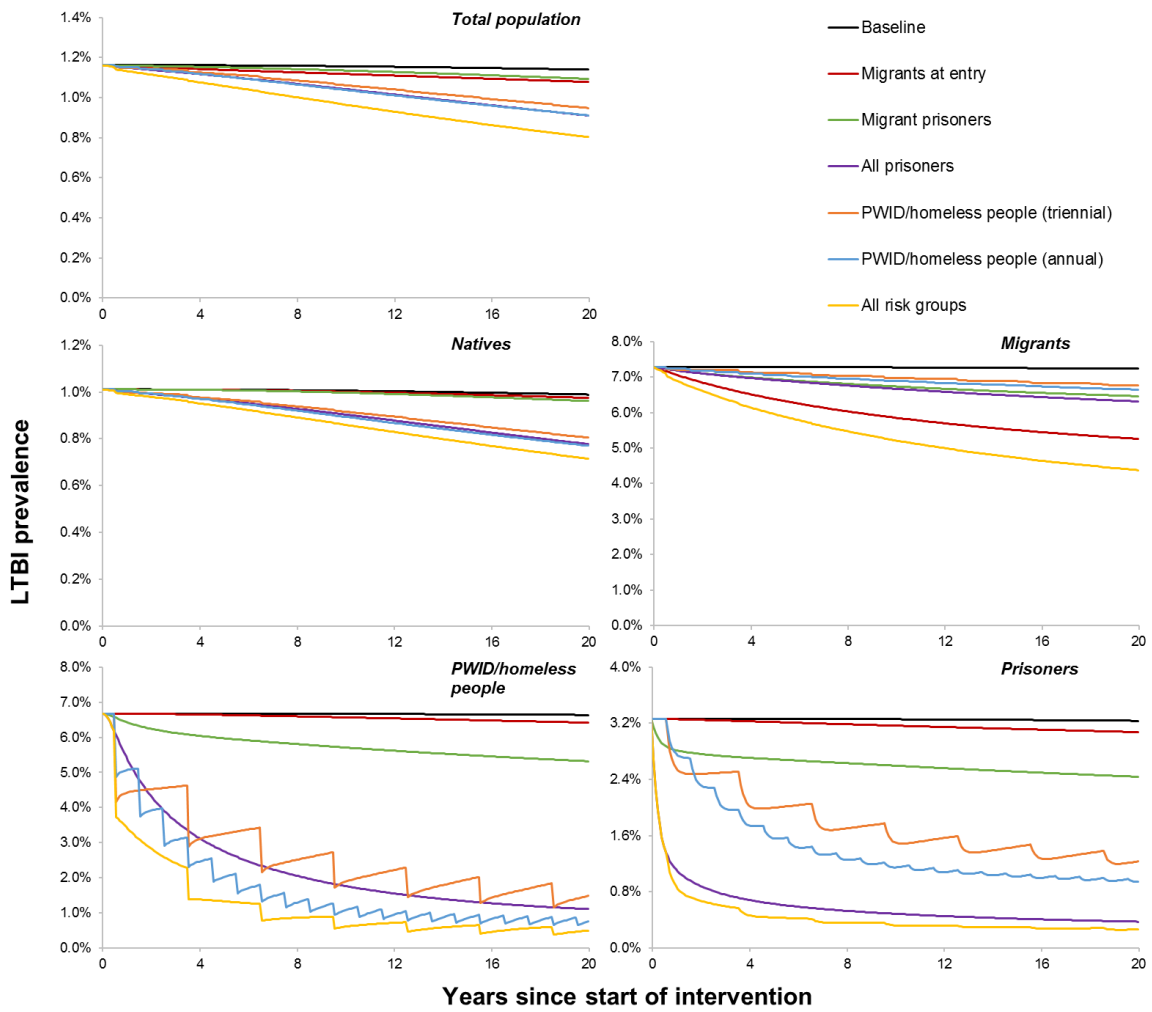 Total population
1.4%
1.2%
1.0%
0.8%
0.6%
0.4%
0.2%
0.0%
0 4 8 12 16 20
Baseline
Migrants at entry
Migrant prisoners
All prisoners
PWID/homeless people (triennial)
PWID/homeless people (annual)
All risk groups
LTBI prevalence
Natives
1.2%
1.0%
0.8%
0.6%
0.4%
0.2%
0.0%
0 4 8 12 16 20
Migrants
8.0%
7.0%
6.0%
5.0%
4.0%
3.0%
2.0%
1.0%
0.0%
0 4 8 12 16 20
PWID/homeless
people
8.0%
7.0%
6.0%
5.0%
4.0%
3.0%
2.0%
1.0%
0.0%
0 4 8 12 16 20
Prisoners
4.0%
3.2%
2.4%
1.6%
0.8%
0.0%
0 4 8 12 16 20
Years since start of intervention